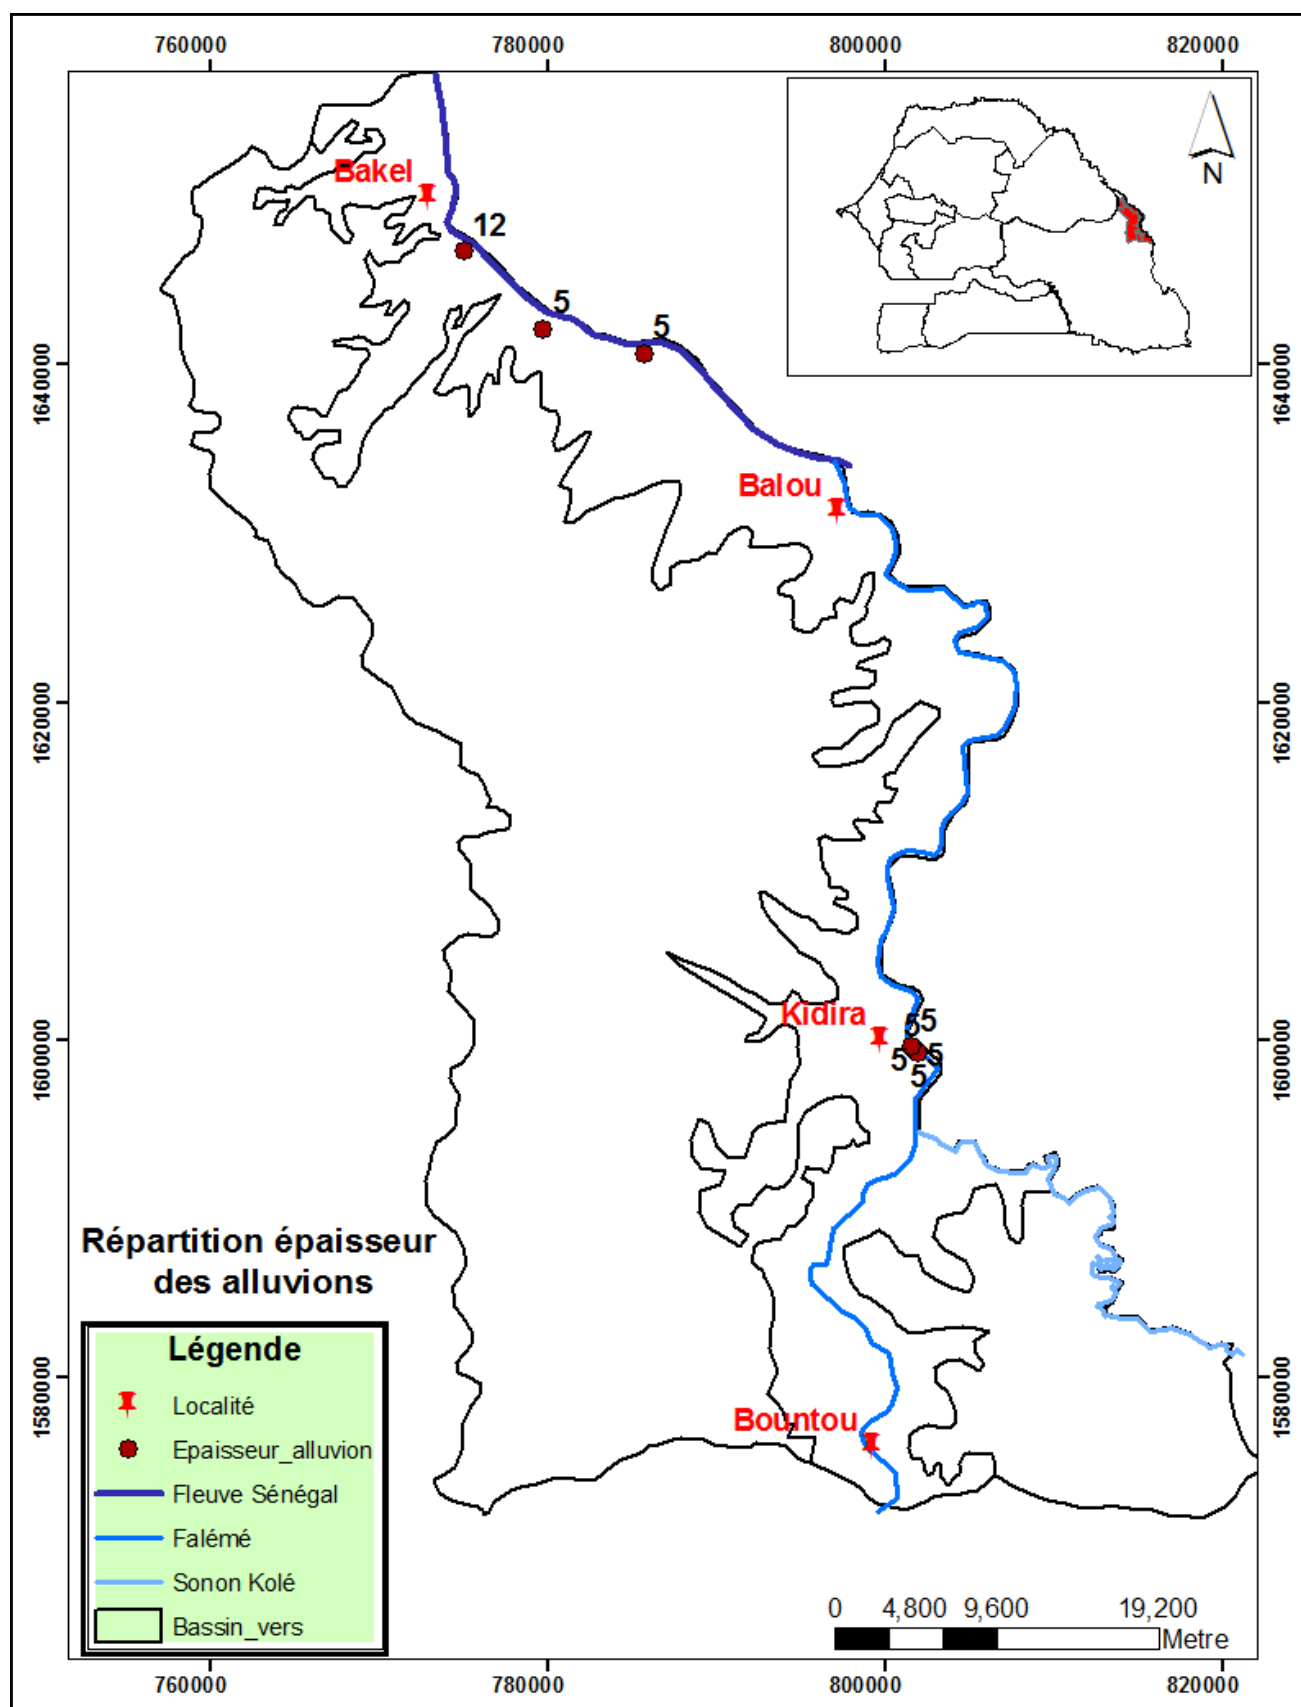 760000
780000
800000
820000
N
Bakel
12
5
5
1640000
1640000
Balou
1620000
1620000
Kidira
5
5
5
5
5
1600000
1600000
Répartition épaisseur
des alluvions
Légende
Localité
Epaisseur_alluvion
Fleuve Sénégal
Falémé
Sonon Kolé
Bassin_vers
1580000
1580000
Bountou
0
4,800
9,600
19,200
Metre
760000
780000
800000
820000